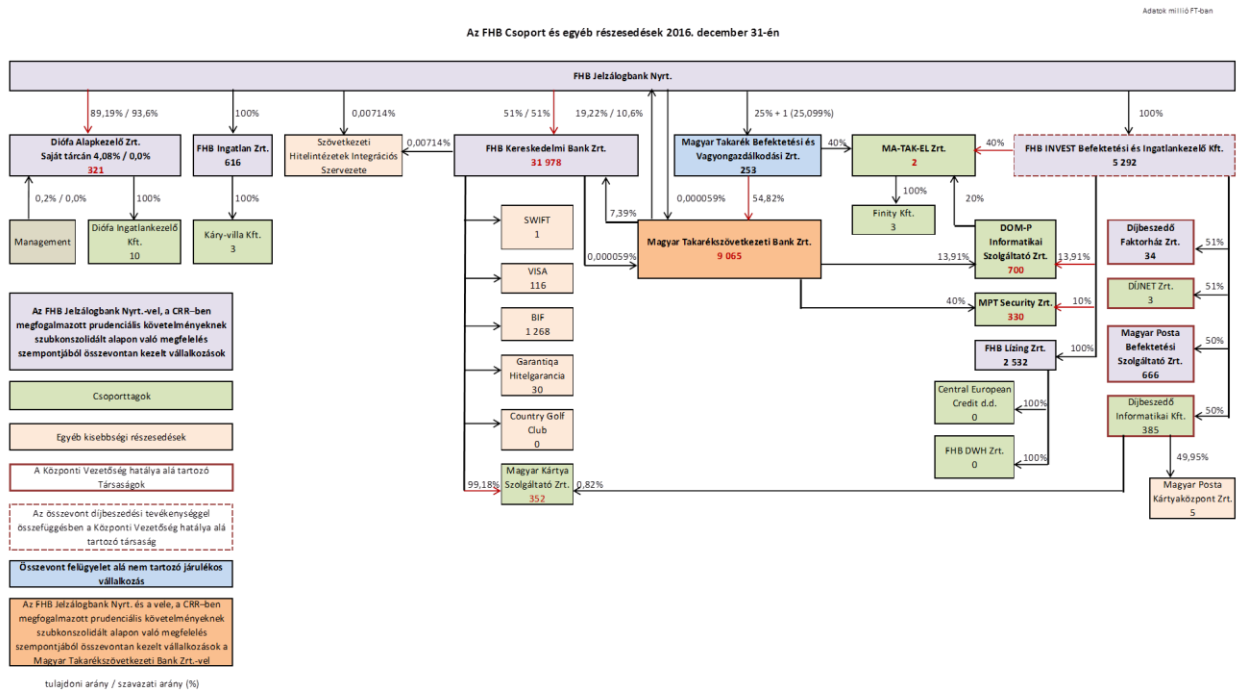 Adatok millió FT-ban
Az FHB Csoport és egyéb részesedések 2016. december 31-én
FHB Jelzálogbank Nyrt.
89,19% / 93,6%
100%
0,00714%
51% / 51%
19,22% / 10,6%
25% + 1 (25,099%)
100%
Diófa Alapkezelő Zrt.
Saját tárcán 4,08% / 0,0%
321
FHB Ingatlan Zrt.
616
Szövetkezeti
Hitelintézetek Integrációs
Szervezete
0,00714%
FHB Kereskedelmi Bank Zrt.
31 978
Magyar Takarék Befektetési és
Vagyongazdálkodási Zrt.
253
40%
MA-TAK-EL Zrt.
2
40%
FHB INVEST Befektetési és Ingatlankezelő Kft.
5 292
0,2% / 0,0%
100%
100%
7,39%
0,000059%
54,82%
100%
20%
Management
Diófa Ingatlankezelő
Kft.
10
Káry-villa Kft.
3
SWIFT
1
Finity Kft.
3
Magyar Takarékszövetkezeti Bank Zrt.
9 065
0,000059%
13,91%
DOM-P
Informatikai
Szolgáltató Zrt.
700
13,91%
Díjbeszedő
Faktorház Zrt.
34
51%
VISA
116
40%
MPT Security Zrt.
330
10%
DÍJNET Zrt.
3
51%
BIF
1 268
FHB Lízing Zrt.
2 532
100%
Magyar Posta
Befektetési
Szolgáltató Zrt.
666
50%
Garantiqa
Hitelgarancia
30
Central European
Credit d.d.
0
100%
Díjbeszedő
Informatikai Kft.
385
50%
Country Golf
Club
0
FHB DWH Zrt.
0
100%
49,95%
99,18%
Magyar Kártya
Szolgáltató Zrt.
352
0,82%
Magyar Posta
Kártyaközpont Zrt.
5
Az FHB Jelzálogbank Nyrt.-vel, a CRR–ben
megfogalmazott prudenciális követelményeknek
szubkonszolidált alapon való megfelelés
szempontjából összevontan kezelt vállalkozások
Csoporttagok
Egyéb kisebbségi részesedések
A Központi Vezetőség hatálya alá tartozó
Társaságok
Az összevont díjbeszedési tevékenységgel
összefüggésben a Központi Vezetőség hatálya alá
tartozó társaság
Összevont felügyelet alá nem tartozó járulékos
vállalkozás
Az FHB Jelzálogbank Nyrt. és a vele, a CRR–ben
megfogalmazott prudenciális követelményeknek
szubkonszolidált alapon való megfelelés
szempontjából összevontan kezelt vállalkozások a
Magyar Takarékszövetkezeti Bank Zrt.-vel
tulajdoni arány / szavazati arány (%)